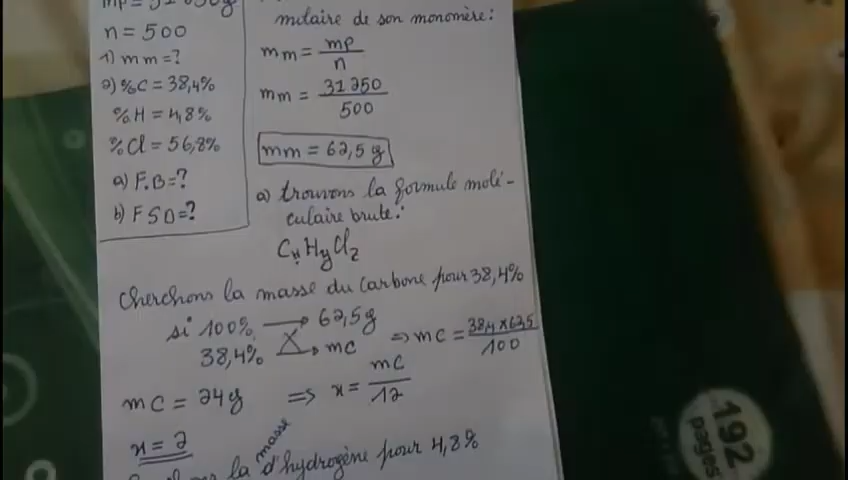 n = 500
1) mm = ?
2) %C = 38,4%
%H = 4,8%
%Cl = 56,8%
a) F.B = ?
b) F S D = ?
mitaire de son monomère :
mm = mp / n
mm = 31250 / 500
mm = 62,5 g
a) trouvons la formule molé-
culaire brute :
CxHyClz
Cherchons la masse du Carbone pour 38,4%
si 100% → 62,5g
38,4% → mC ⇒ mC = 38,4 x 62,5 / 100
mC = 24g ⇒ x = mC / 12
x = 2
la masse d'hydrogène pour 4,8%
192
pages